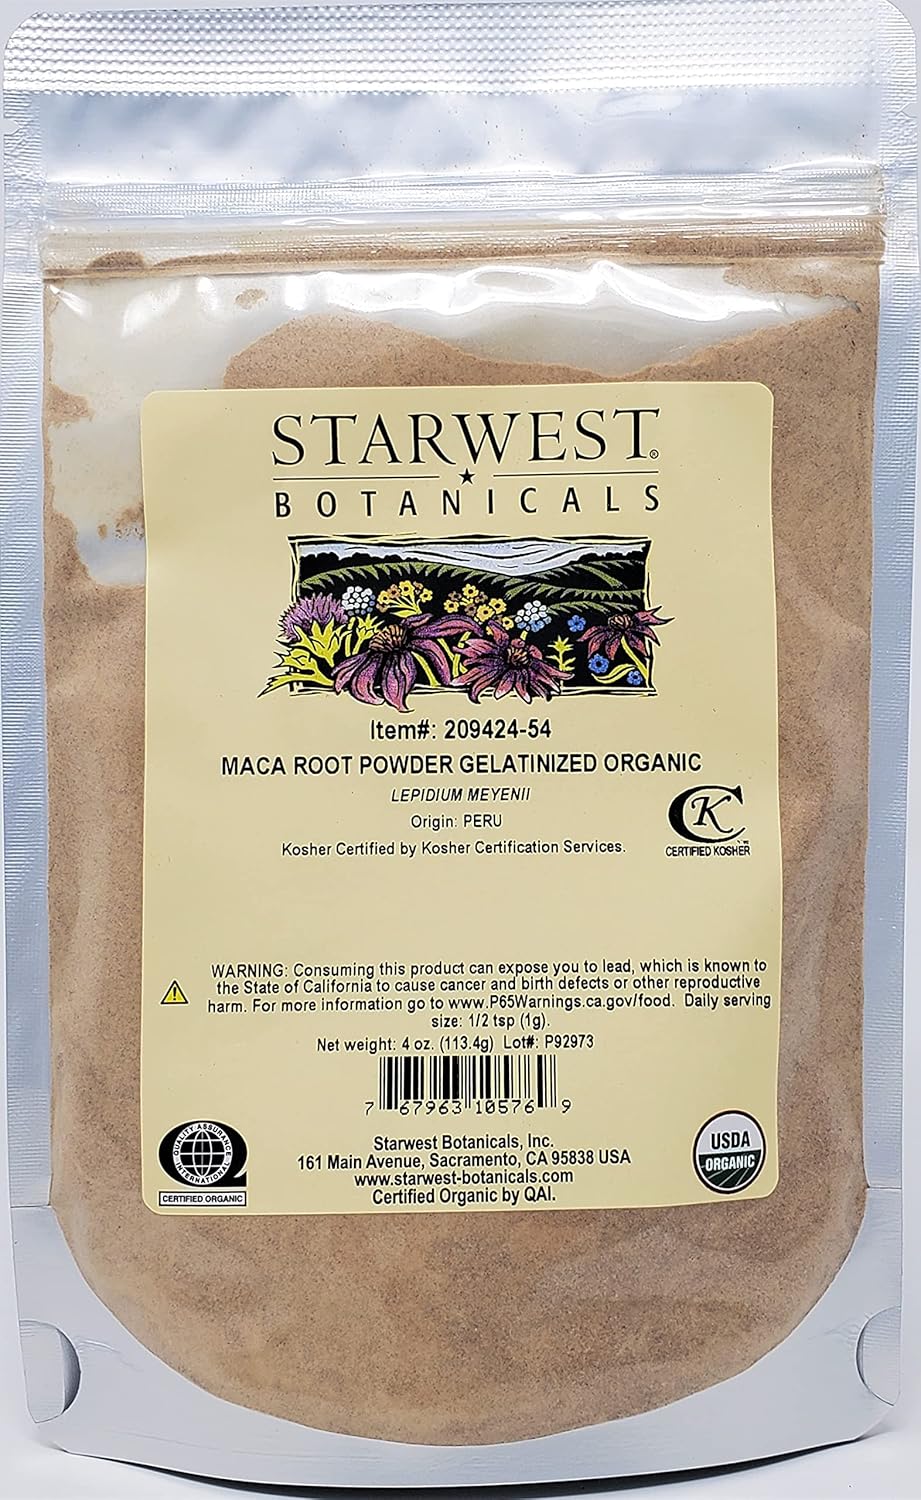 STARWEST®
BOTANICALS
Item#: 209424-54
MACA ROOT POWDER GELATINIZED ORGANIC
LEPIDIUM MEYENII
Origin: PERU
Kosher Certified by Kosher Certification Services.
CK
CERTIFIED KOSHER™
WARNING: Consuming this product can expose you to lead, which is known to
the State of California to cause cancer and birth defects or other reproductive
harm. For more information go to www.P65Warnings.ca.gov/food. Daily serving
size: 1/2 tsp (1g).
Net weight: 4 oz. (113.4g) Lot#: P92973
7 67963 10576 9
QUALITY ASSURANCE
INTERNATIONAL
CERTIFIED ORGANIC
Starwest Botanicals, Inc.
161 Main Avenue, Sacramento, CA 95838 USA
www.starwest-botanicals.com
Certified Organic by QAI.
USDA
ORGANIC